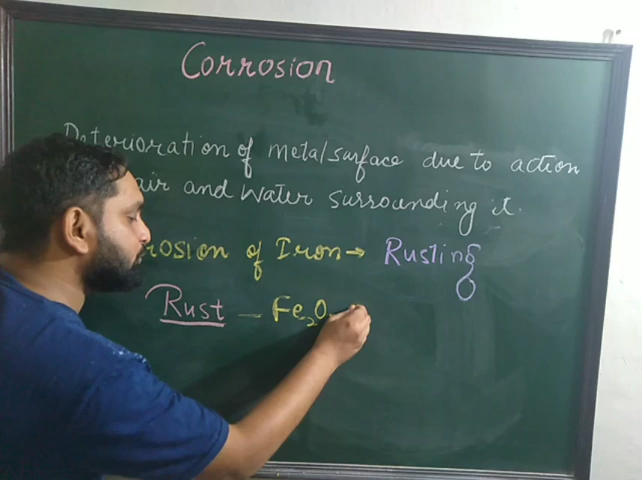 Corrosion
Deterioration of metal surface due to action
air and water surrounding it.
rosion of Iron → Rusting
Rust - Fe₂O